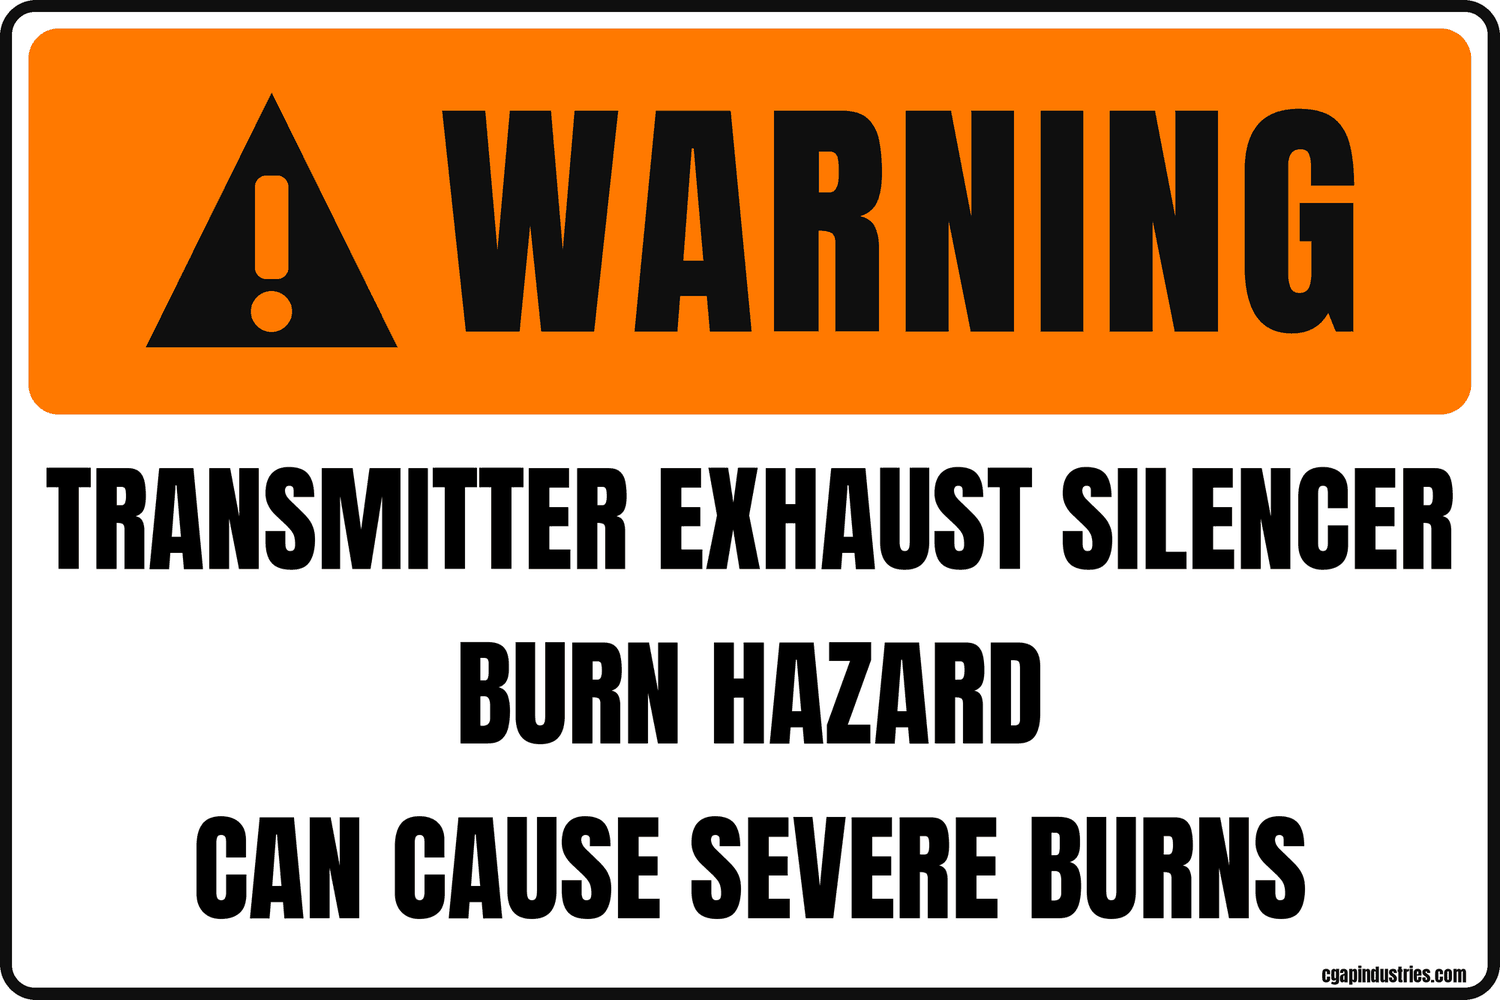 WARNING
TRANSMITTER EXHAUST SILENCER
BURN HAZARD
CAN CAUSE SEVERE BURNS
cgapindustries.com